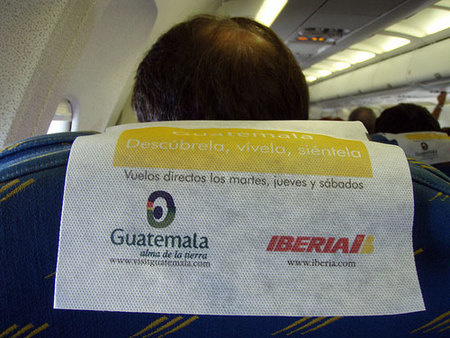 Guatemala
Descúbrela, vívela, siéntela
Vuelos directos los martes, jueves y sábados
Guatemala
alma de la tierra
www.visitguatemala.com
IBERIA
www.iberia.com